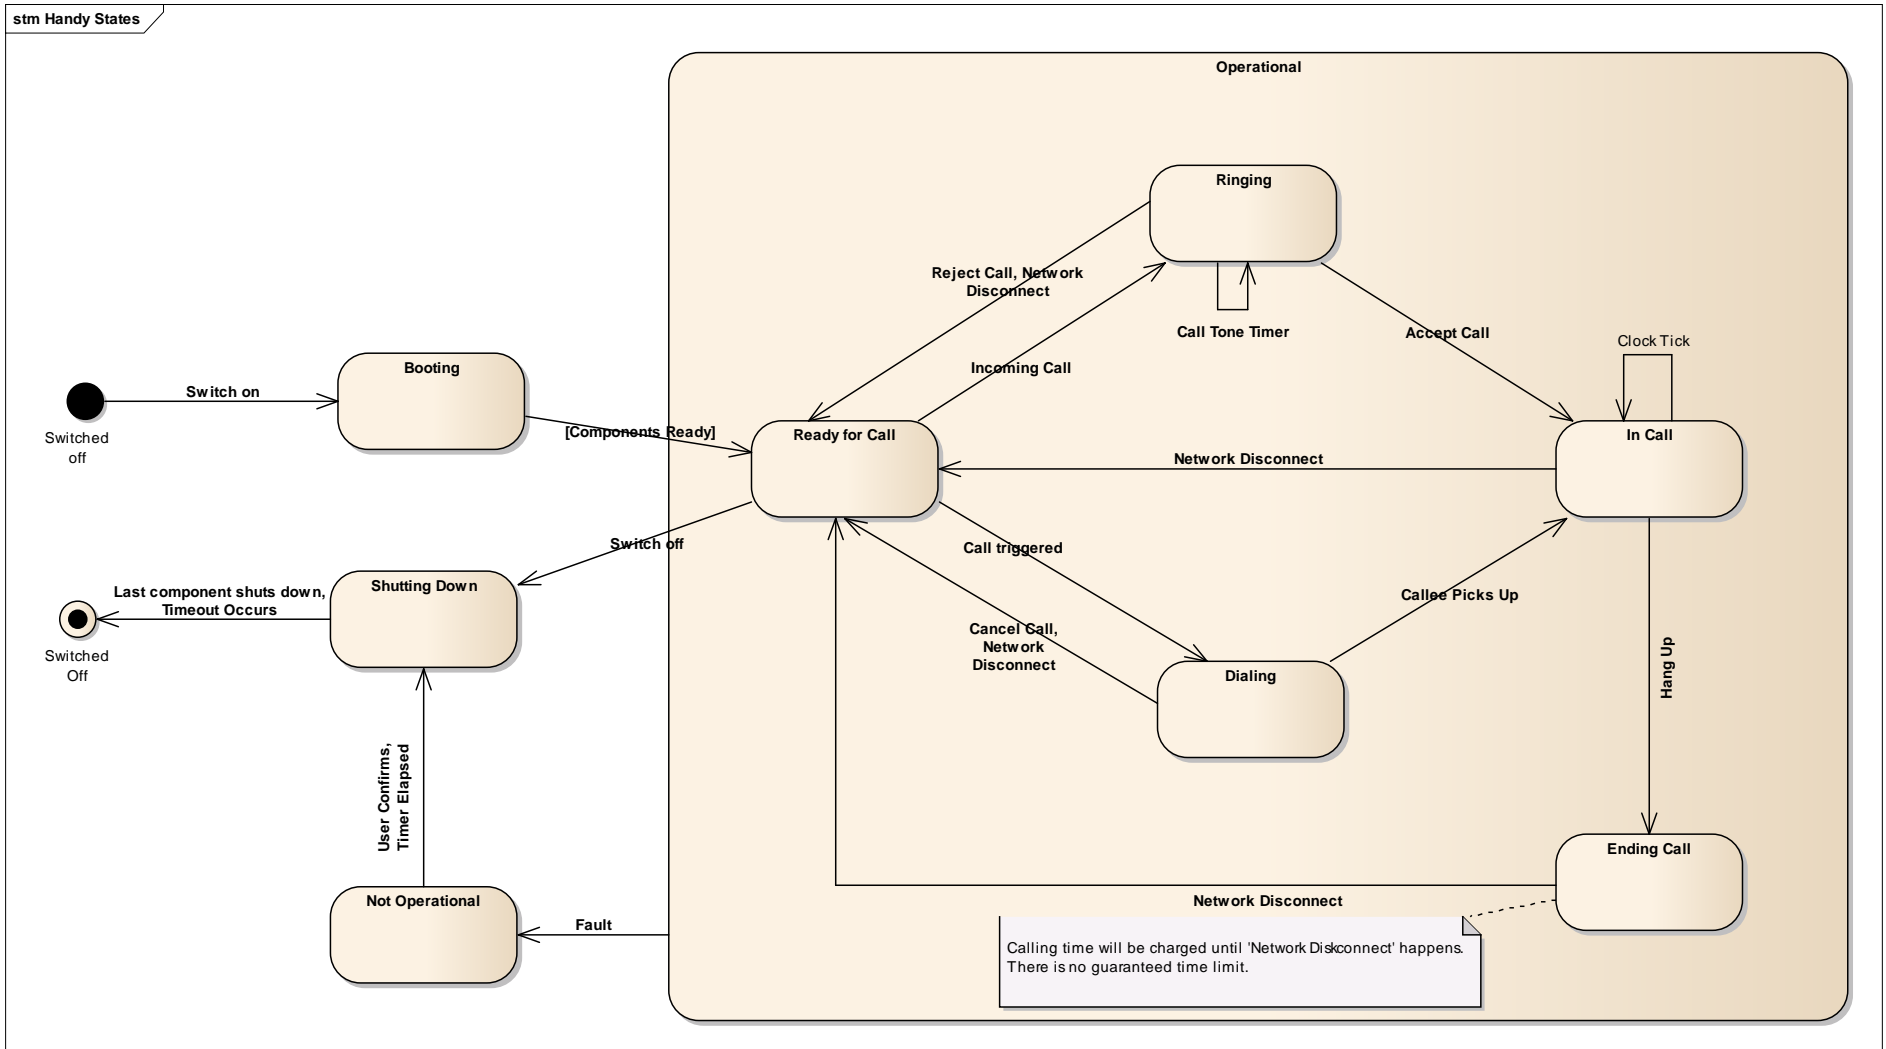 stm Handy States
Operational
Ringing
Reject Call, Network
Disconnect
Call Tone Timer
Accept Call
Clock Tick
Incoming Call
Booting
Switch on
Switched
off
[Components Ready]
Ready for Call
In Call
Network Disconnect
Switch off
Call triggered
Shutting Down
Last component shuts down,
Timeout Occurs
Switched
Off
Callee Picks Up
Cancel Call,
Network
Disconnect
Dialing
Hang Up
User Confirms,
Timer Elapsed
Ending Call
Not Operational
Network Disconnect
Fault
Calling time will be charged until 'Network Diskconnect' happens.
There is no guaranteed time limit.